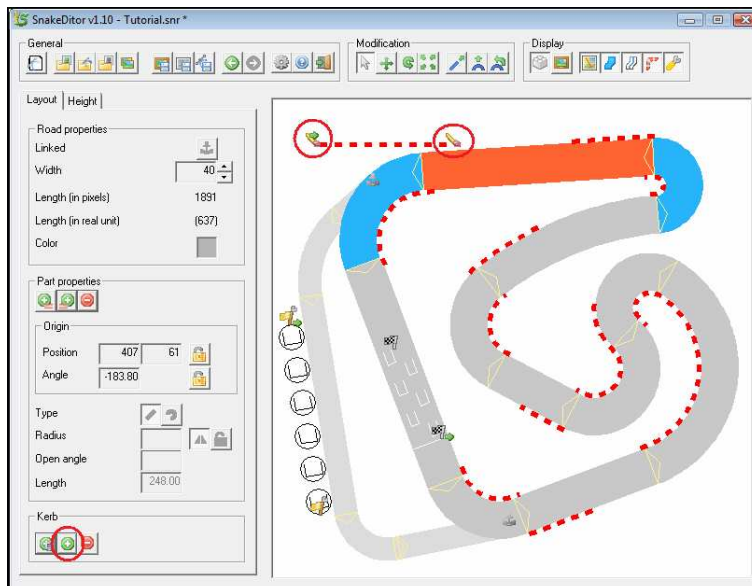 SnakeDitor v1.10 - Tutorial.snr *
General
Modification
Display
Layout
Height
Road properties
Linked
Width 40
Length (in pixels) 1891
Length (in real unit) (637)
Color
Part properties
Origin
Position 407 61
Angle -183.80
Type
Radius
Open angle
Length 248.00
Kerb